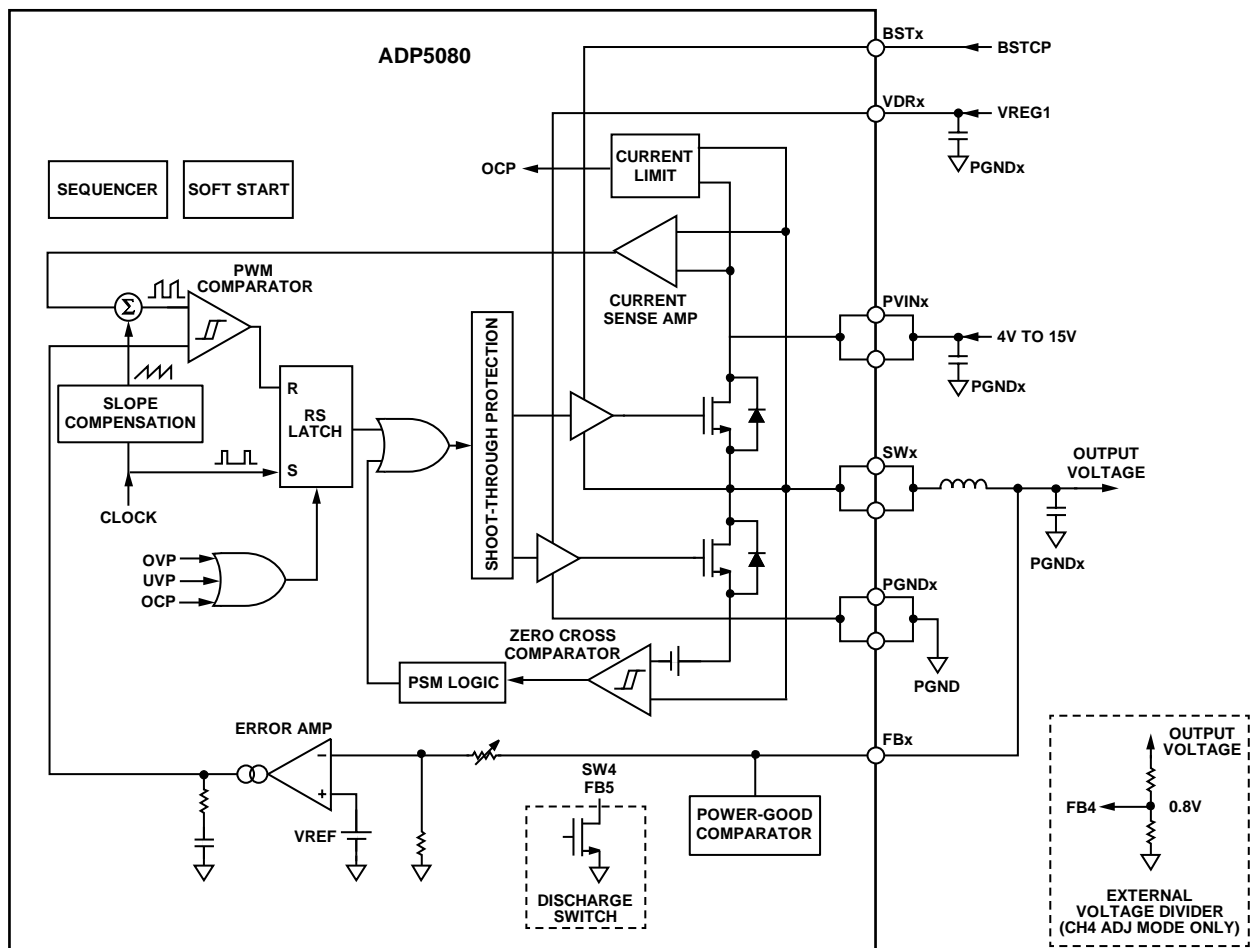 ADP5080
BSTx
BSTCP
VDRx
VREG1
PGNDx
CURRENT
LIMIT
OCP
SEQUENCER
SOFT START
PWM
COMPARATOR
CURRENT
SENSE AMP
PVINx
4V TO 15V
PGNDx
Σ
SLOPE
COMPENSATION
R
RS
LATCH
S
CLOCK
SHOOT-THROUGH PROTECTION
SWx
OUTPUT
VOLTAGE
PGNDx
OVP
UVP
OCP
PGNDx
PGND
ZERO CROSS
COMPARATOR
PSM LOGIC
ERROR AMP
−
+
VREF
FBx
SW4
FB5
DISCHARGE
SWITCH
POWER-GOOD
COMPARATOR
OUTPUT
VOLTAGE
FB4
0.8V
EXTERNAL
VOLTAGE DIVIDER
(CH4 ADJ MODE ONLY)